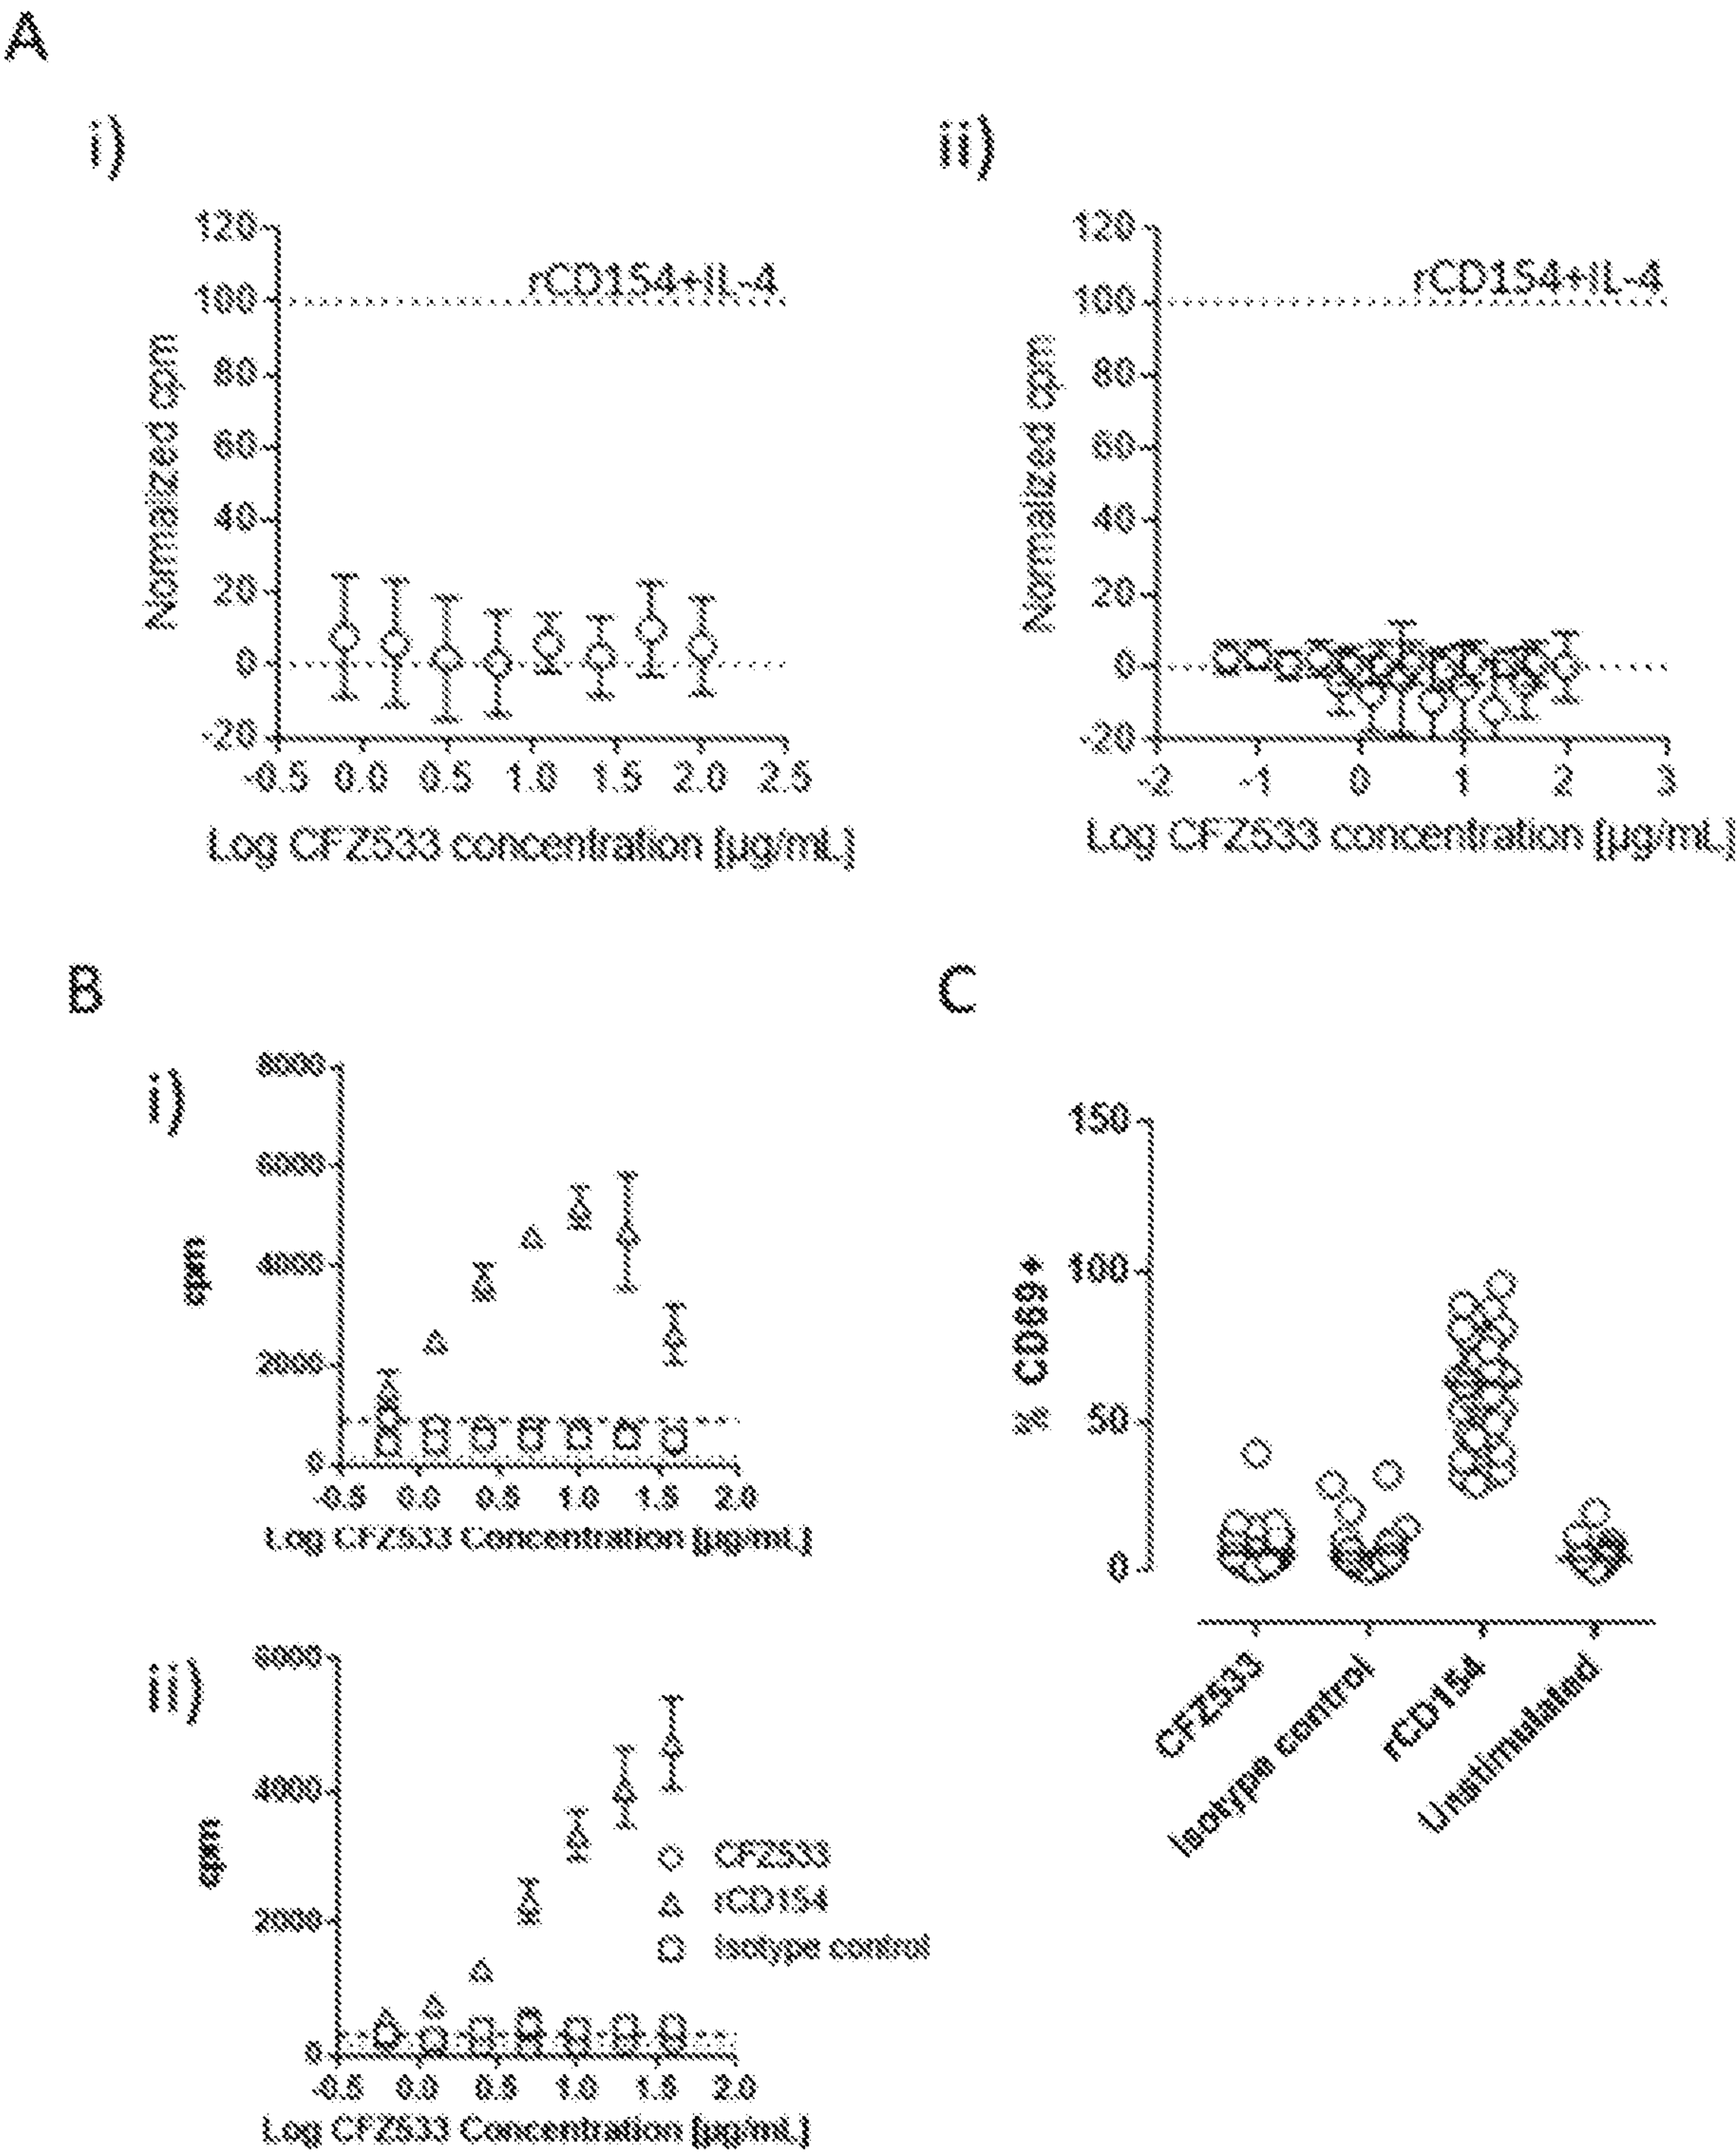 A
i)
120
100
80
60
40
20
0
-20
rCD154+IL-4
Normalized cpm
-0.5 0.0 0.5 1.0 1.5 2.0 2.5
Log CFZ533 concentration [µg/mL]
ii)
120
100
80
60
40
20
0
-20
rCD154+IL-4
Normalized cpm
-2 -1 0 1 2 3
Log CFZ533 concentration [µg/mL]
B
i)
8000
6000
4000
2000
0
cpm
-0.5 0.0 0.5 1.0 1.5 2.0
Log CFZ533 Concentration [µg/mL]
ii)
6000
4000
2000
0
cpm
CFZ533
rCD154
Isotype control
-0.5 0.0 0.5 1.0 1.5 2.0
Log CFZ533 Concentration [µg/mL]
C
150
100
50
0
% CD69+
CFZ533
Isotype control
rCD154
Unstimulated